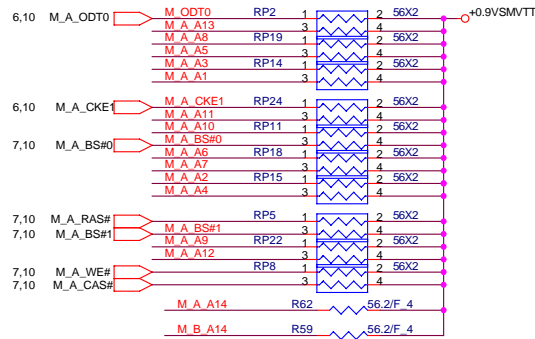 M_ODT0 RP2 1 2 56X2 +0.9VSMVTT
6,10 M_A_ODT0
M_A_A13 3 4
M_A_A8 RP19 1 2 56X2
M_A_A5 3 4
M_A_A3 RP14 1 2 56X2
M_A_A1 3 4
6,10 M_A_CKE1 M_A_CKE1 RP24 1 2 56X2
M_A_A11 3 4
M_A_A10 RP11 1 2 56X2
7,10 M_A_BS#0 M_A_BS#0 3 4
M_A_A6 RP18 1 2 56X2
M_A_A7 3 4
M_A_A2 RP15 1 2 56X2
M_A_A4 3 4
7,10 M_A_RAS# RP5 1 2 56X2
7,10 M_A_BS#1 M_A_BS#1 3 4
M_A_A9 RP22 1 2 56X2
M_A_A12 3 4
7,10 M_A_WE# RP8 1 2 56X2
7,10 M_A_CAS# 3 4
M_A_A14 R62 56.2/F_4
M_B_A14 R59 56.2/F_4